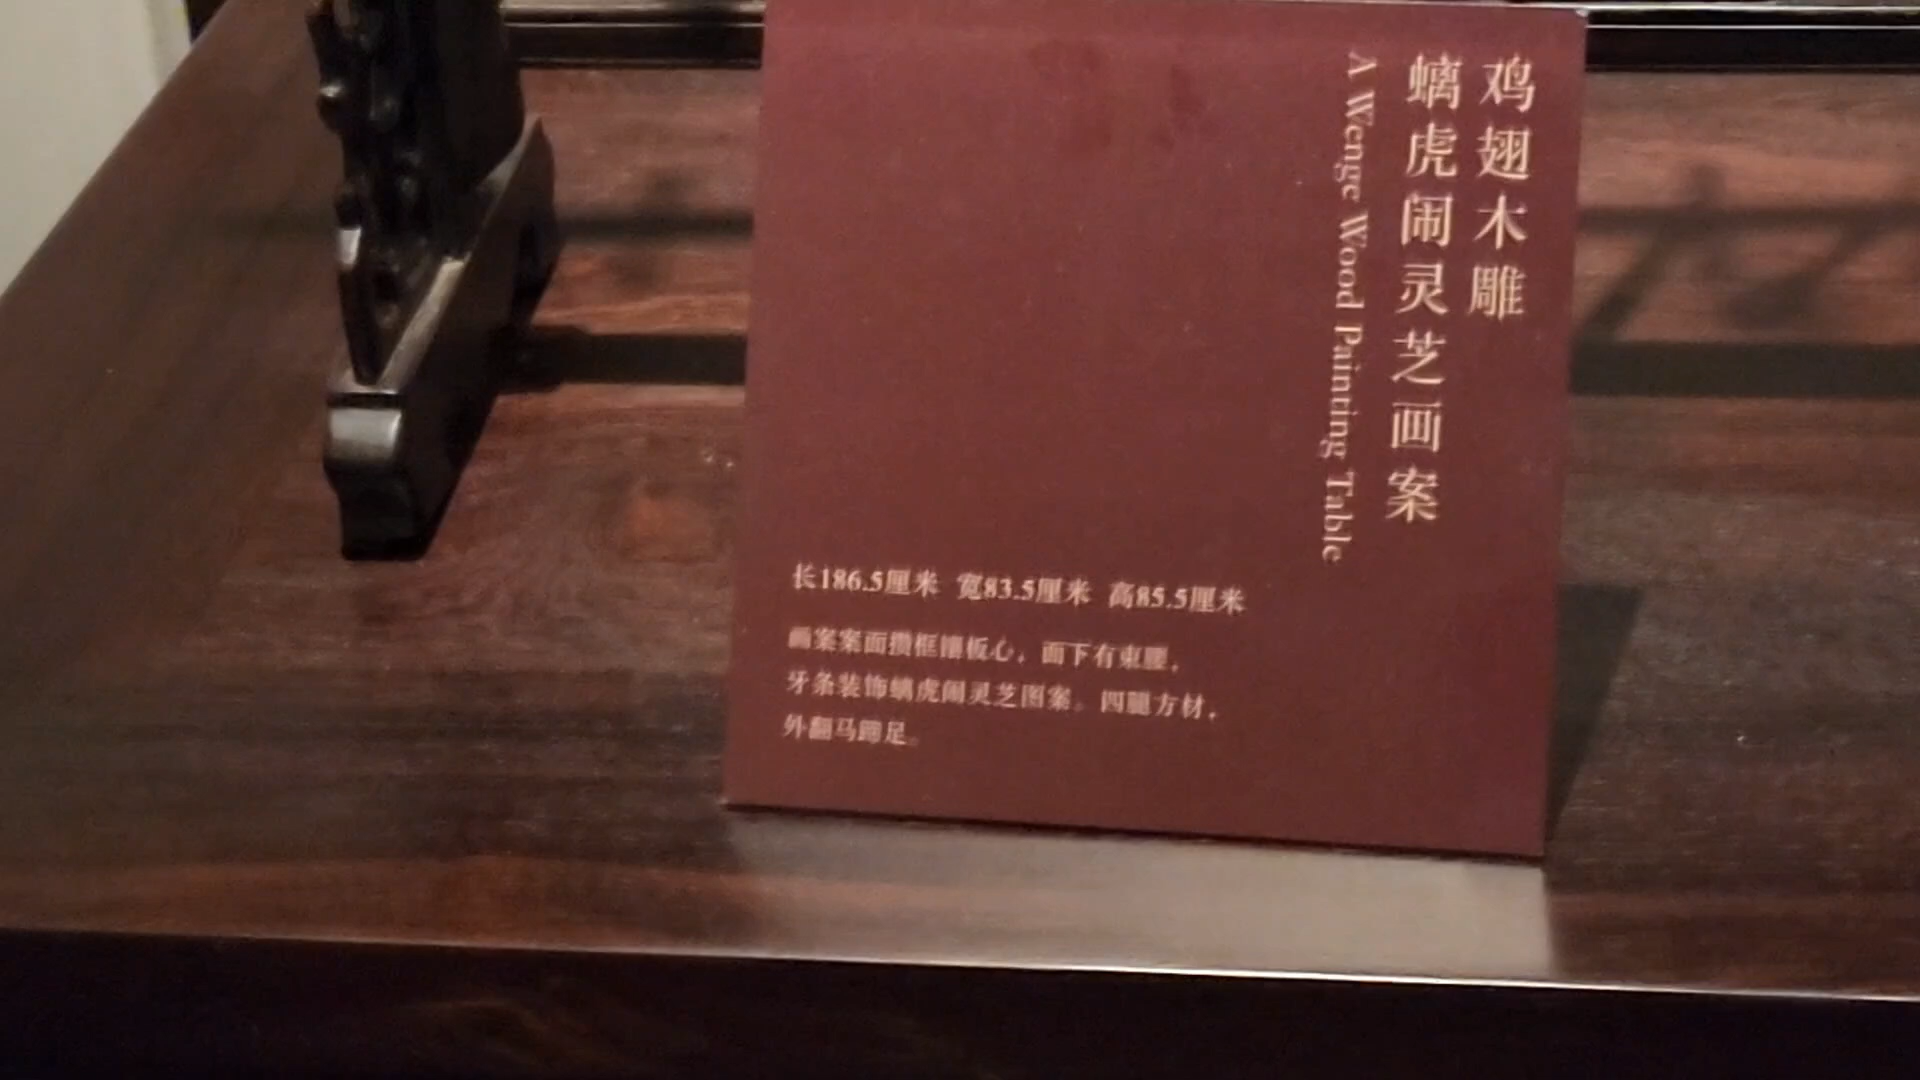 鸡翅木雕
螭虎闹灵芝画案
A Wenge Wood Painting Table
长186.5厘米 宽83.5厘米 高85.5厘米
画案案面攒框镶板心，面下有束腰，
牙条装饰螭虎闹灵芝图案。四腿方材，
外翻马蹄足。